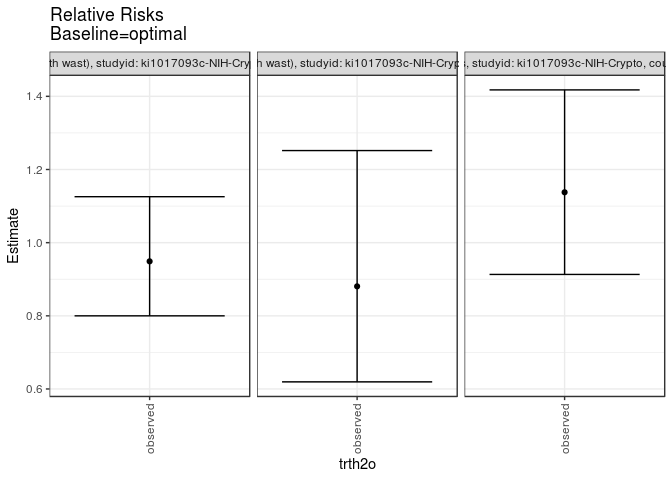 Relative Risks
Baseline=optimal
th wast), studyid: ki1017093c-NIH-Cry
h wast), studyid: ki1017093c-NIH-Cryp
s, studyid: ki1017093c-NIH-Crypto, cou
1.4
1.2
1.0
0.8
0.6
Estimate
observed
observed
observed
trth2o